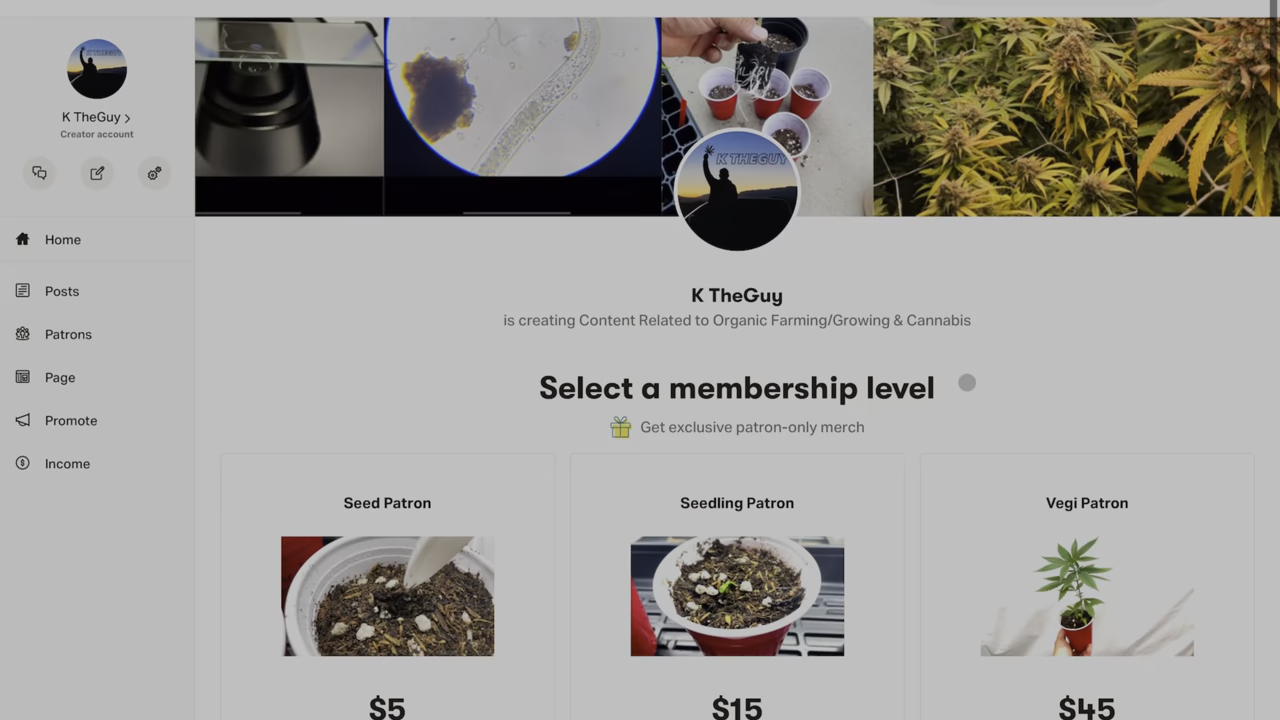 K TheGuy
Creator account
Home
Posts
Patrons
Page
Promote
Income
K THEGUY
K TheGuy
is creating Content Related to Organic Farming/Growing & Cannabis
Select a membership level
Get exclusive patron-only merch
Seed Patron
Seedling Patron
Vegi Patron
$5
$15
$45